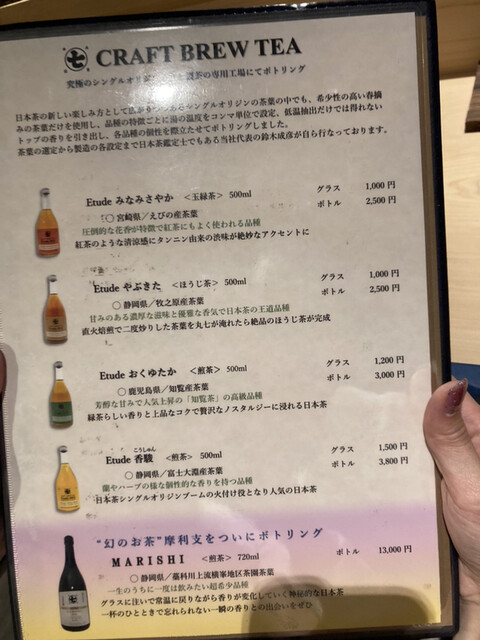 七 CRAFT BREW TEA
究極のシングルオリジン 製茶の専用工場にてボトリング
日本茶の新しい楽しみ方として広がりつつあるシングルオリジンの茶葉の中でも、希少性の高い春摘
みの茶葉だけを使用し、品種の特徴ごとに湯の温度をコンマ単位で設定、低温抽出だけでは得れない
トップの香りを引き出し、各品種の個性を際立たせてボトリングしました。
茶葉の選定から製造の各設定まで日本茶鑑定士でもある当社代表の鈴木成彦が自ら行なっております。
Etude みなみさやか <玉緑茶> 500ml グラス 1,000 円
〇 宮崎県/えびの産茶葉 ボトル 2,500 円
圧倒的な花香が特徴で紅茶にもよく使われる品種
紅茶のような清涼感にタンニン由来の渋味が絶妙なアクセントに
Etude やぶきた <ほうじ茶> 500ml グラス 1,000 円
〇 静岡県/牧之原産茶葉 ボトル 2,500 円
甘みのある濃厚な滋味と優雅な香気で日本茶の王道品種
直火焙煎で二度炒りした茶葉を丸七が淹れたら絶品のほうじ茶が完成
Etude おくゆたか <煎茶> 500ml グラス 1,200 円
〇 鹿児島県/知覧産茶葉 ボトル 3,000 円
芳醇な甘みで人気上昇の「知覧茶」の高級品種
緑茶らしい香りと上品なコクで贅沢なノスタルジーに浸れる日本茶
こうしゅん
Etude 香駿 <煎茶> 500ml グラス 1,500 円
〇 静岡県/富士大淵産茶葉 ボトル 3,800 円
蘭やハーブの様な個性的な香りを持つ品種
日本茶シングルオリジンブームの火付け役となり人気の日本茶
"幻のお茶"摩利支をついにボトリング
MARISHI <煎茶> 720ml ボトル 13,000 円
〇 静岡県/藁科川上流横峯地区茶園茶葉
一生のうちに一度は飲みたい超希少品種
グラスに注いで常温に戻りながら香りが変化していく神秘的な日本茶
一杯のひとときで忘れられない一瞬の香りとの出会いをぜひ